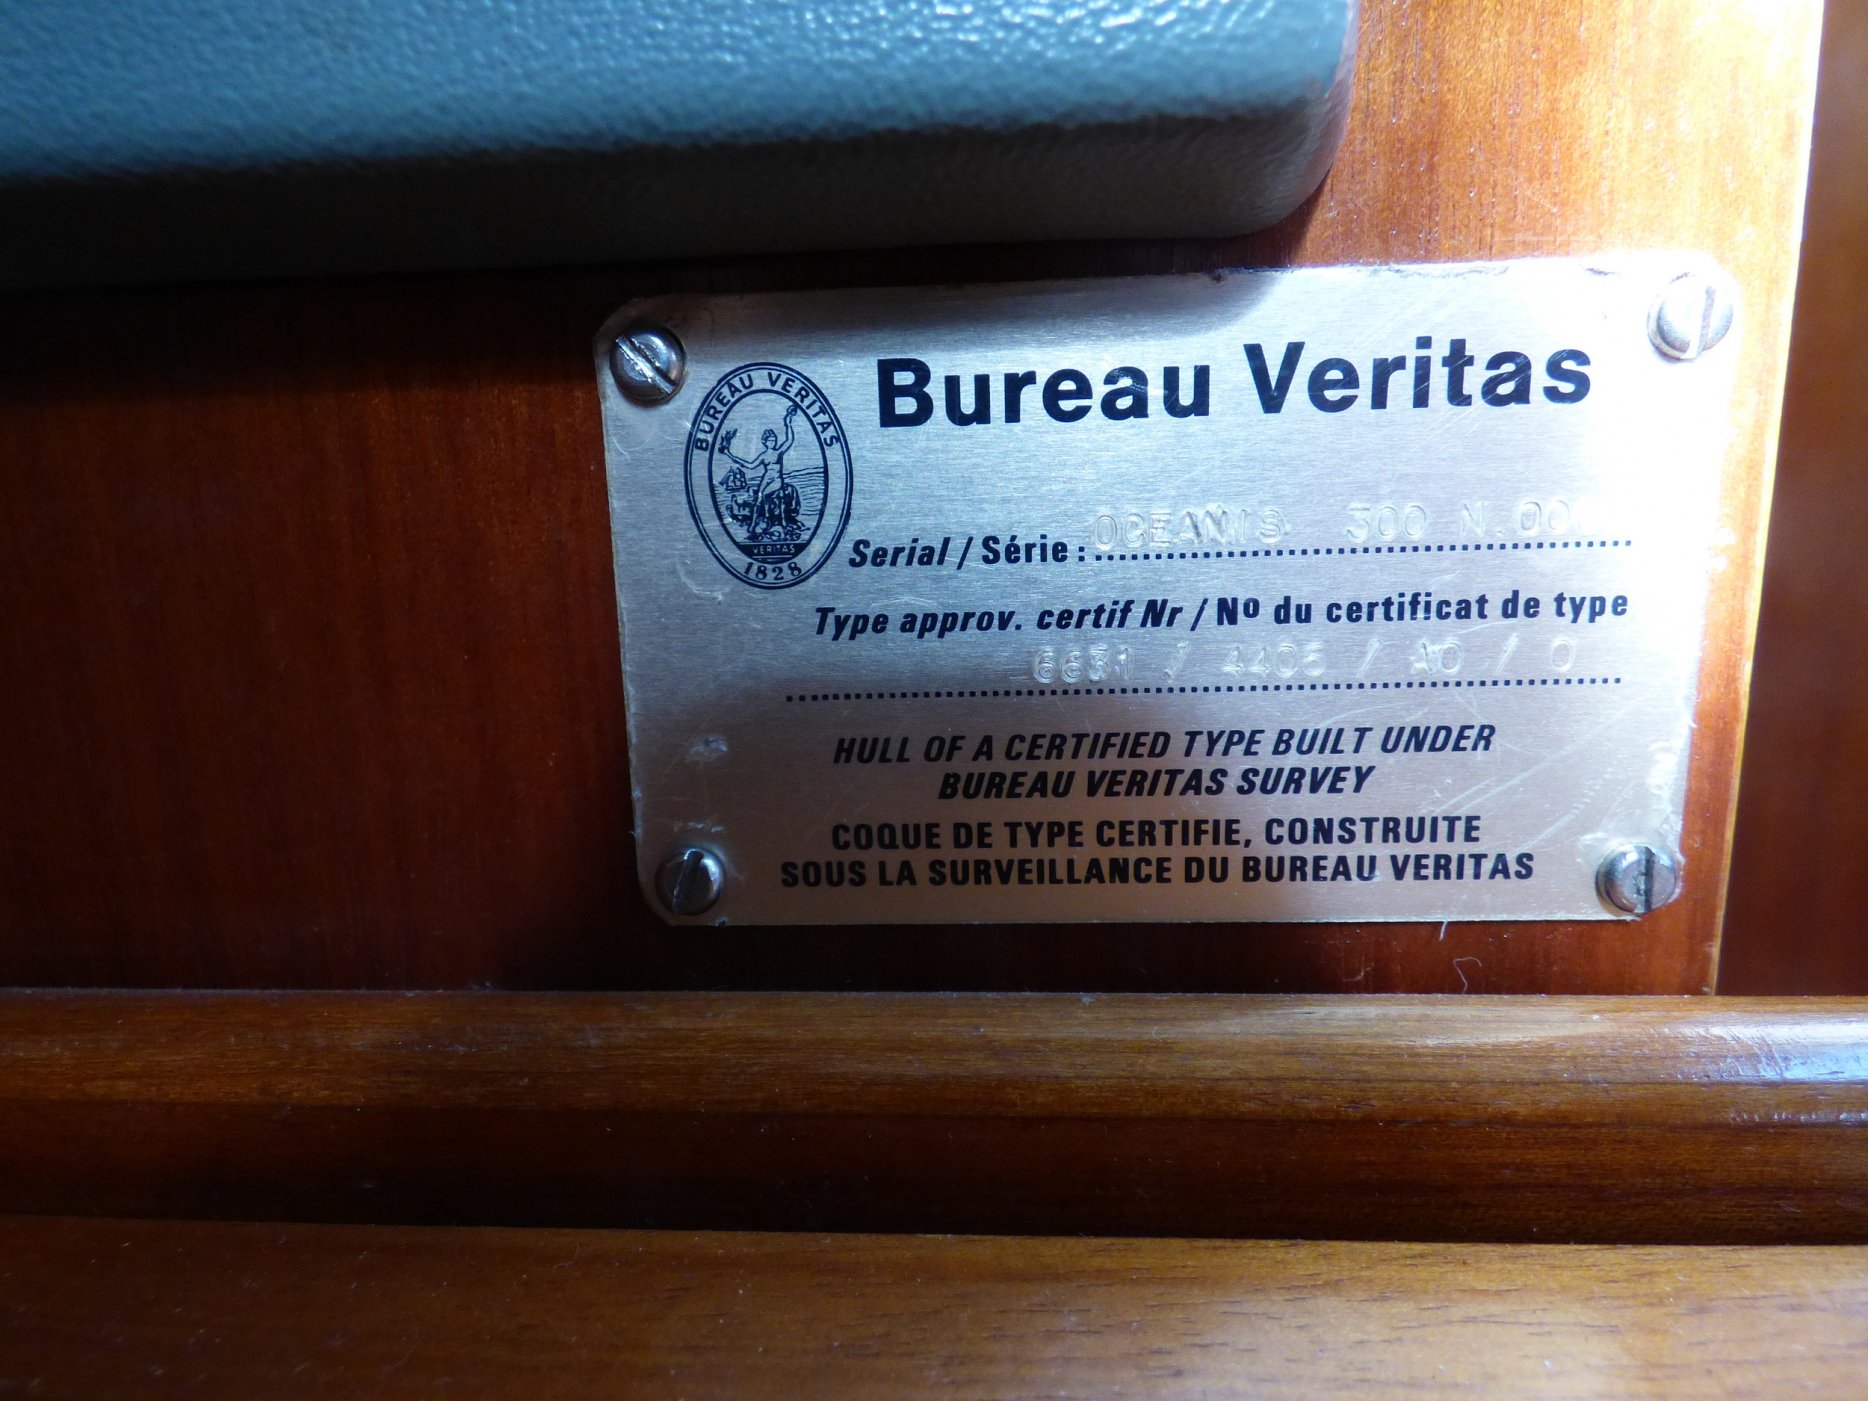 BUREAU VERITAS
VERITAS
1828
Bureau Veritas
Serial / Série : OCEANIS 300 N.
Type approv. certif Nr / Nº du certificat de type
6631 / 4405 / A0 / 0
HULL OF A CERTIFIED TYPE BUILT UNDER
BUREAU VERITAS SURVEY
COQUE DE TYPE CERTIFIE, CONSTRUITE
SOUS LA SURVEILLANCE DU BUREAU VERITAS